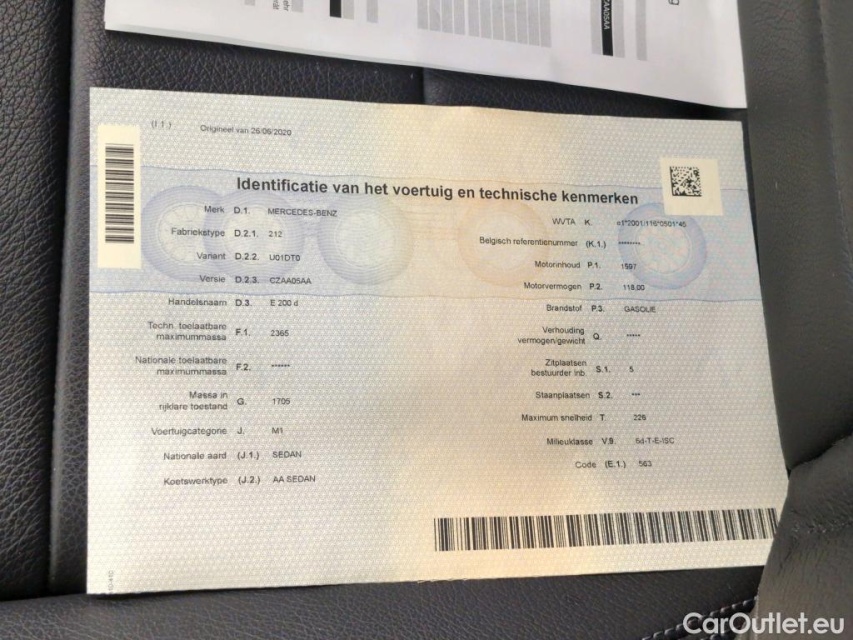 (I.1.) Origineel van 26/06/2020
Identificatie van het voertuig en technische kenmerken
Merk D.1. MERCEDES-BENZ
Fabriekstype D.2.1. 212
Variant D.2.2. U01DT0
Versie D.2.3. CZAA05AA
Handelsnaam D.3. E 200 d
Techn. toelaatbare
maximummassa F.1. 2365
Nationale toelaatbare
maximummassa F.2. ******
Massa in
rijklare toestand G. 1705
Voertuigcategorie J. M1
Nationale aard (J.1.) SEDAN
Koetswerktype (J.2.) AA SEDAN
WVTA K. e1*2001/116*0501*45
Belgisch referentienummer (K.1.) ********
Motorinhoud P.1. 1597
Motorvermogen P.2. 118.00
Brandstof P.3. GASOLIE
Verhouding
vermogen/gewicht Q. ****
Zitplaatsen
bestuurder inb. S.1. 5
Staanplaatsen S.2. ***
Maximum snelheid T. 226
Milieuklasse V.9. 6d-T-E-ISC
Code (E.1.) 563
CarOutlet.eu